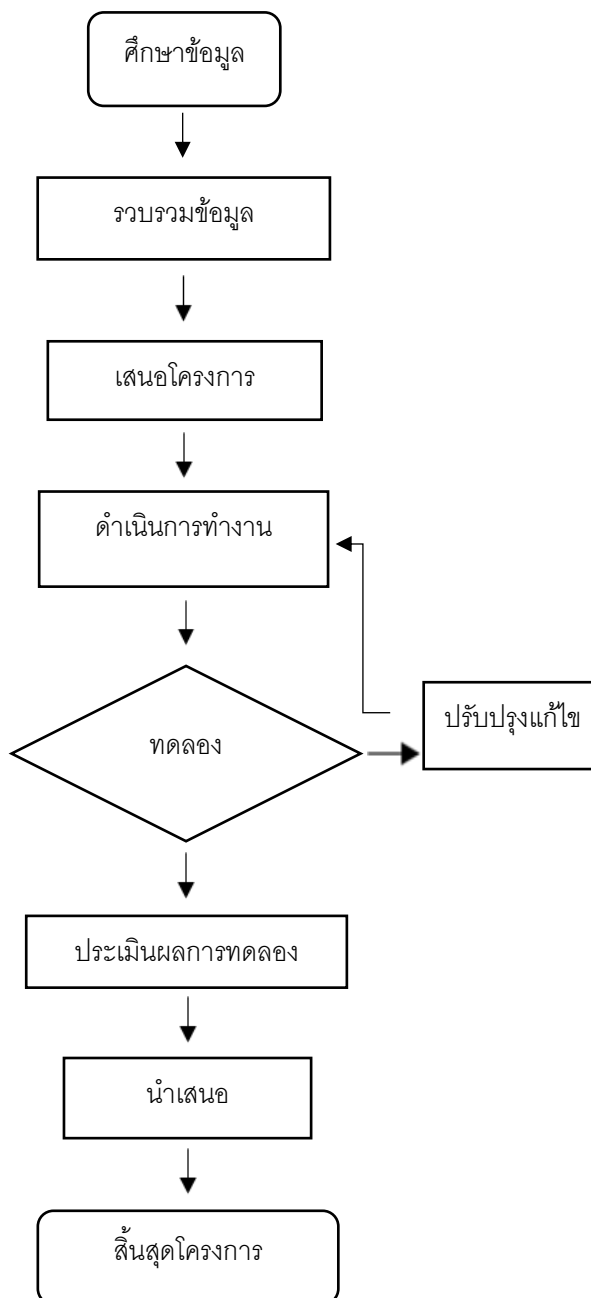 ศึกษาข้อมูล
รวบรวมข้อมูล
เสนอโครงการ
ดำเนินการทำงาน
ทดลอง
ปรับปรุงแก้ไข
ประเมินผลการทดลอง
นำเสนอ
สิ้นสุดโครงการ